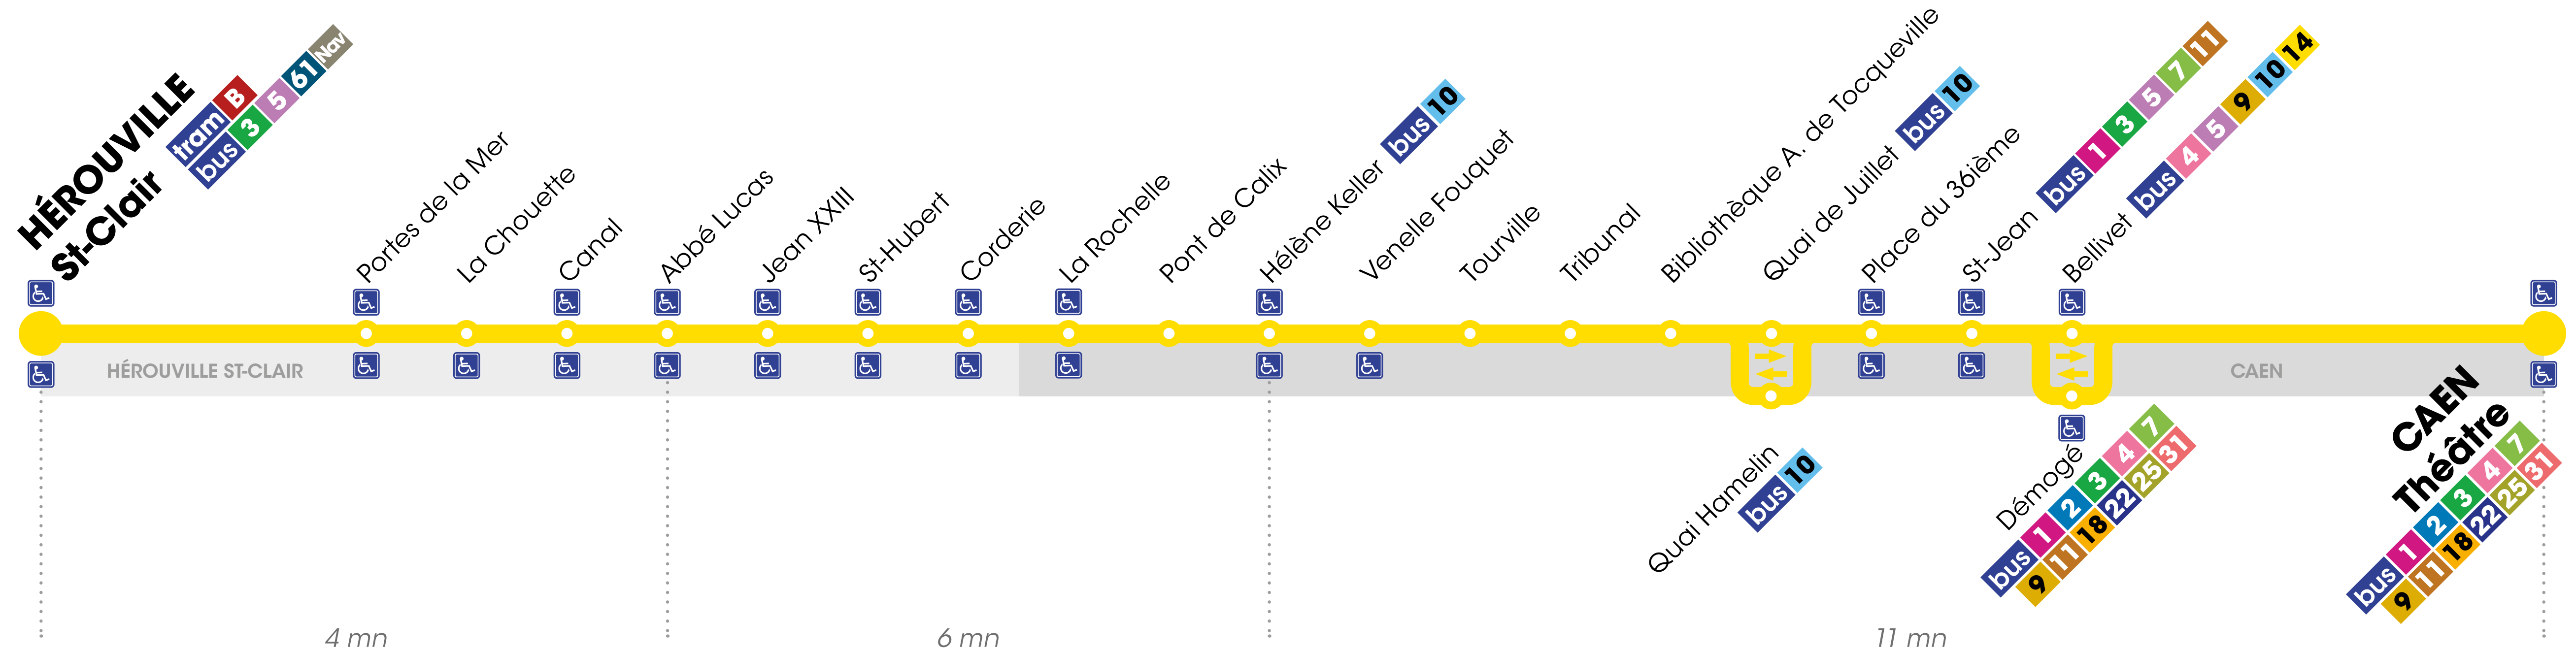 HÉROUVILLE
St-Clair
tram B
bus 3 5 61 Nav
Portes de la Mer
La Chouette
Canal
Abbé Lucas
Jean XXIII
St-Hubert
Corderie
La Rochelle
Pont de Calix
Hélène Keller bus 10
Venelle Fouquet
Tourville
Tribunal
Bibliothèque A. de Tocqueville
Quai de Juillet bus 10
Place du 36ième
St-Jean bus 1 3 5 7 11
Bellivet bus 4 5 9 10 14
HÉROUVILLE ST-CLAIR
CAEN
Quai Hamelin
bus 10
Démogé
bus 1 2 3 4 7
9 11 18 22 25 31
CAEN
Théâtre
bus 1 2 3 4 7
9 11 18 22 25 31
4 mn
6 mn
11 mn